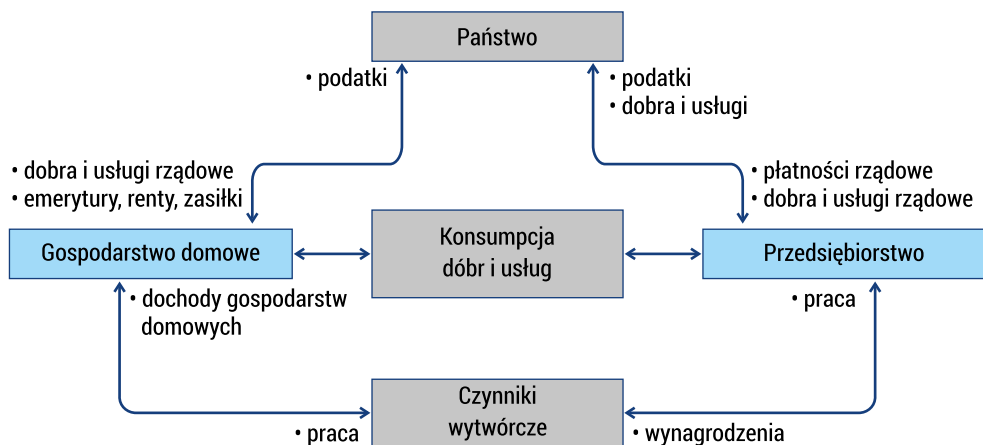 Państwo
• podatki
• podatki
• dobra i usługi
• dobra i usługi rządowe
• emerytury, renty, zasiłki
• płatności rządowe
• dobra i usługi rządowe
Gospodarstwo domowe
Konsumpcja
dóbr i usług
Przedsiębiorstwo
• dochody gospodarstw
domowych
• praca
Czynniki
wytwórcze
• praca
• wynagrodzenia